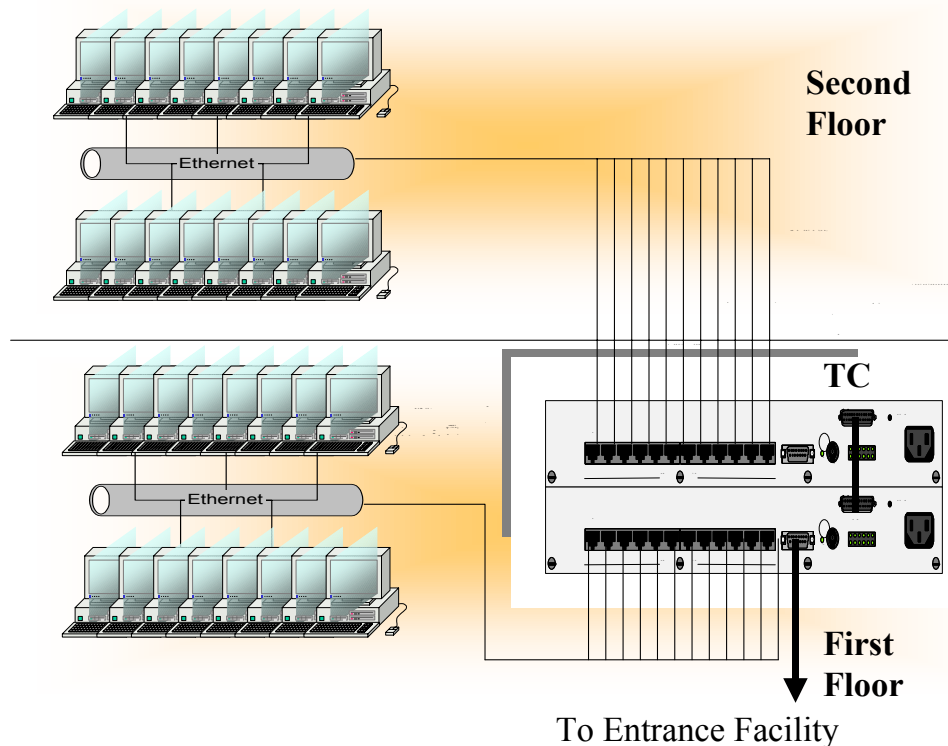 Second
Floor
Ethernet
TC
Ethernet
First
Floor
To Entrance Facility